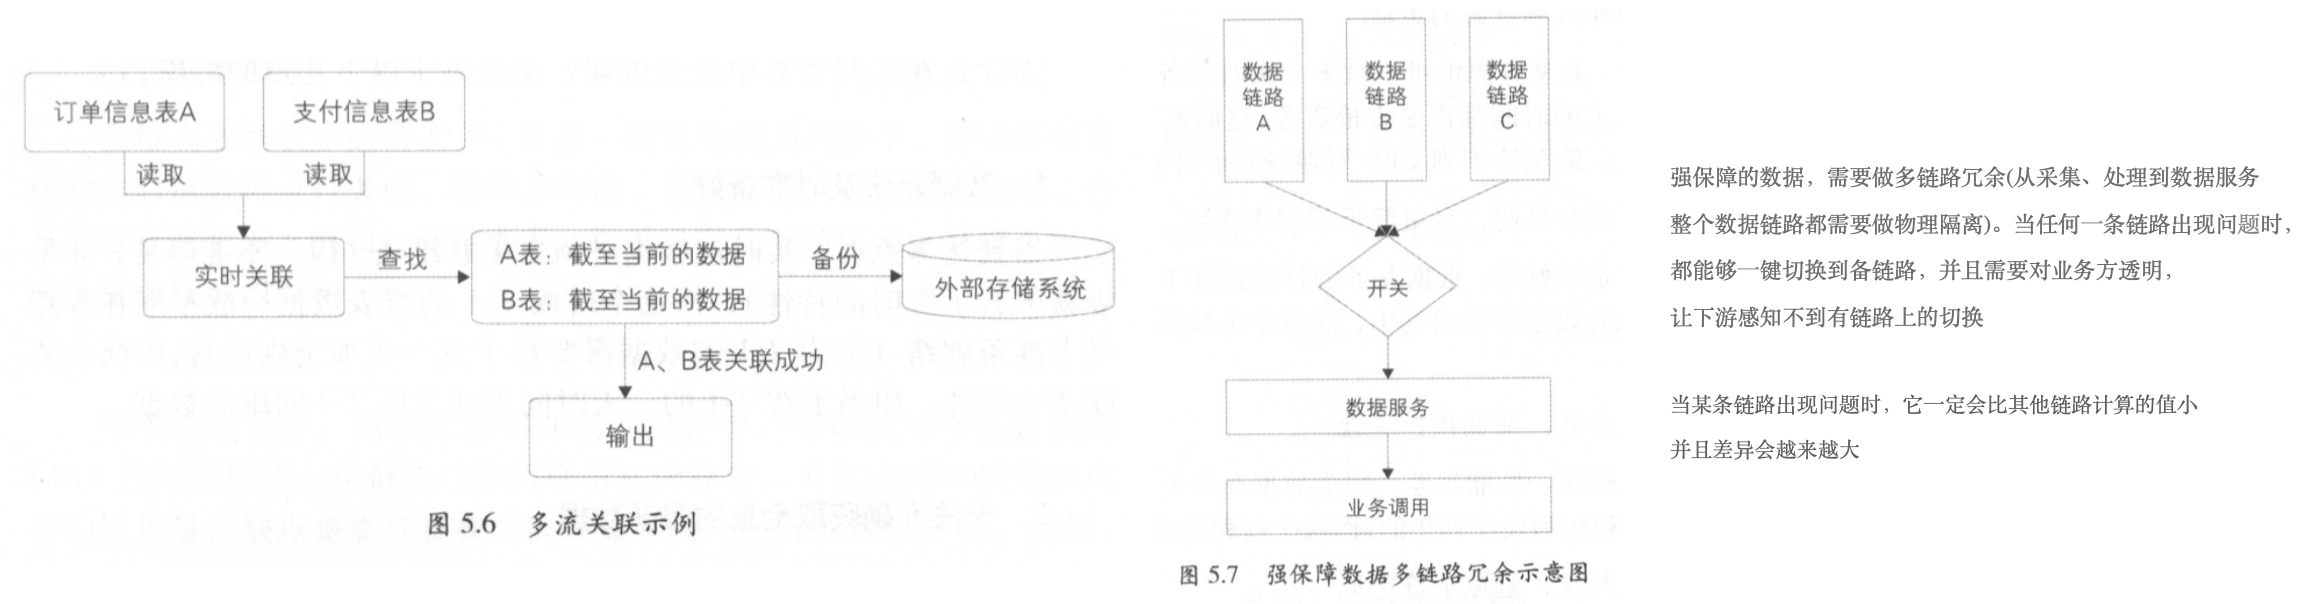 订单信息表A
支付信息表B
读取
读取
实时关联
查找
A表：截至当前的数据
B表：截至当前的数据
备份
外部存储系统
A、B表关联成功
输出
图 5.6 多流关联示例
数据
链路
A
数据
链路
B
数据
链路
C
开关
数据服务
业务调用
图 5.7 强保障数据多链路冗余示意图
强保障的数据，需要做多链路冗余(从采集、处理到数据服务
整个数据链路都需要做物理隔离)。当任何一条链路出现问题时，
都能够一键切换到备链路，并且需要对业务方透明，
让下游感知不到有链路上的切换
当某条链路出现问题时，它一定会比其他链路计算的值小
并且差异会越来越大